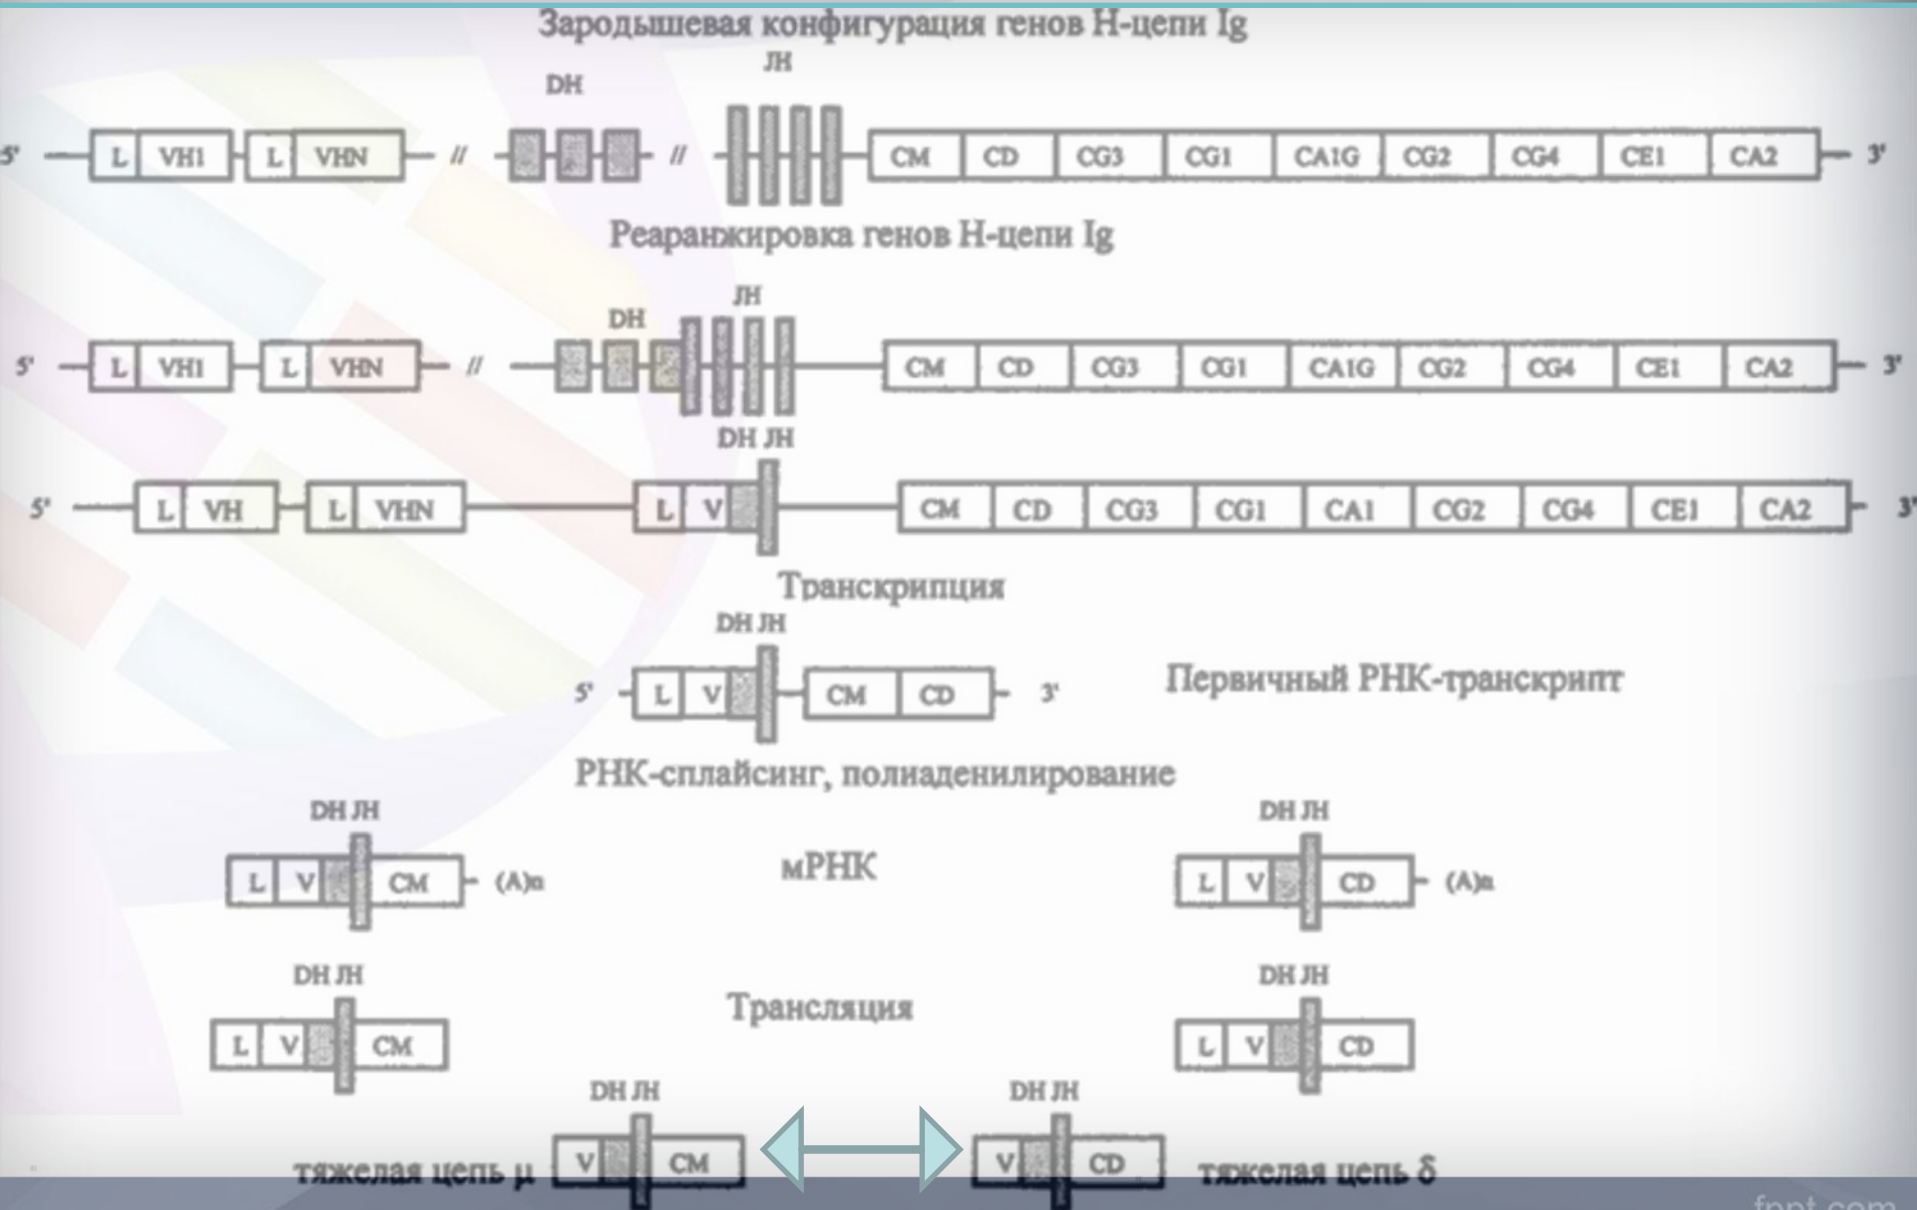 Зародышевая конфигурация генов Н-цепи Ig
JH
DH
5' L VH1 L VHN // // CM CD CG3 CG1 CA1G CG2 CG4 CE1 CA2 3'
Реаранжировка генов Н-цепи Ig
JH
DH
5' L VH1 L VHN // CM CD CG3 CG1 CA1G CG2 CG4 CE1 CA2 3'
DH JH
5' L VH L VHN L V CM CD CG3 CG1 CA1 CG2 CG4 CE1 CA2 3'
Транскрипция
DH JH
5' L V CM CD 3' Первичный РНК-транскрипт
РНК-сплайсинг, полиаденилирование
DH JH DH JH
L V CM (A)n мРНК L V CD (A)n
DH JH DH JH
Трансляция
L V CM L V CD
DH JH DH JH
тяжелая цепь μ V CM V CD тяжелая цепь δ
fppt.com